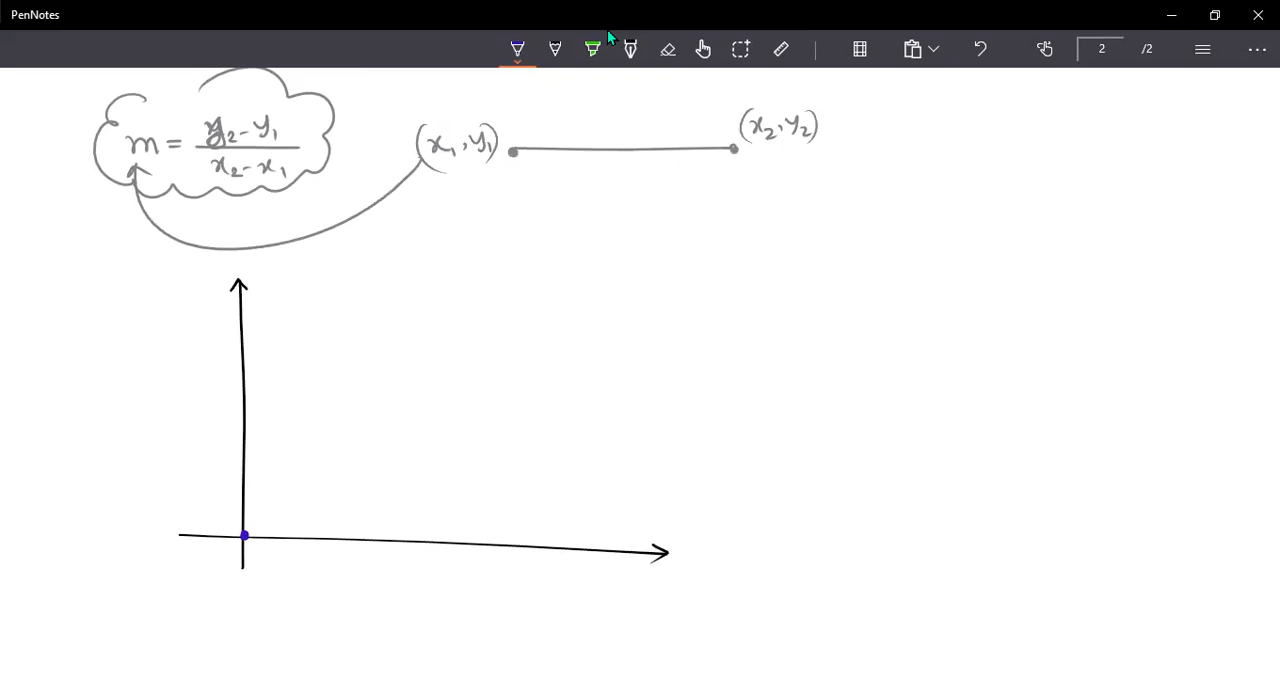 PenNotes
2 /2
m = y₂ - y₁ / x₂ - x₁
(x₁, y₁)
(x₂, y₂)